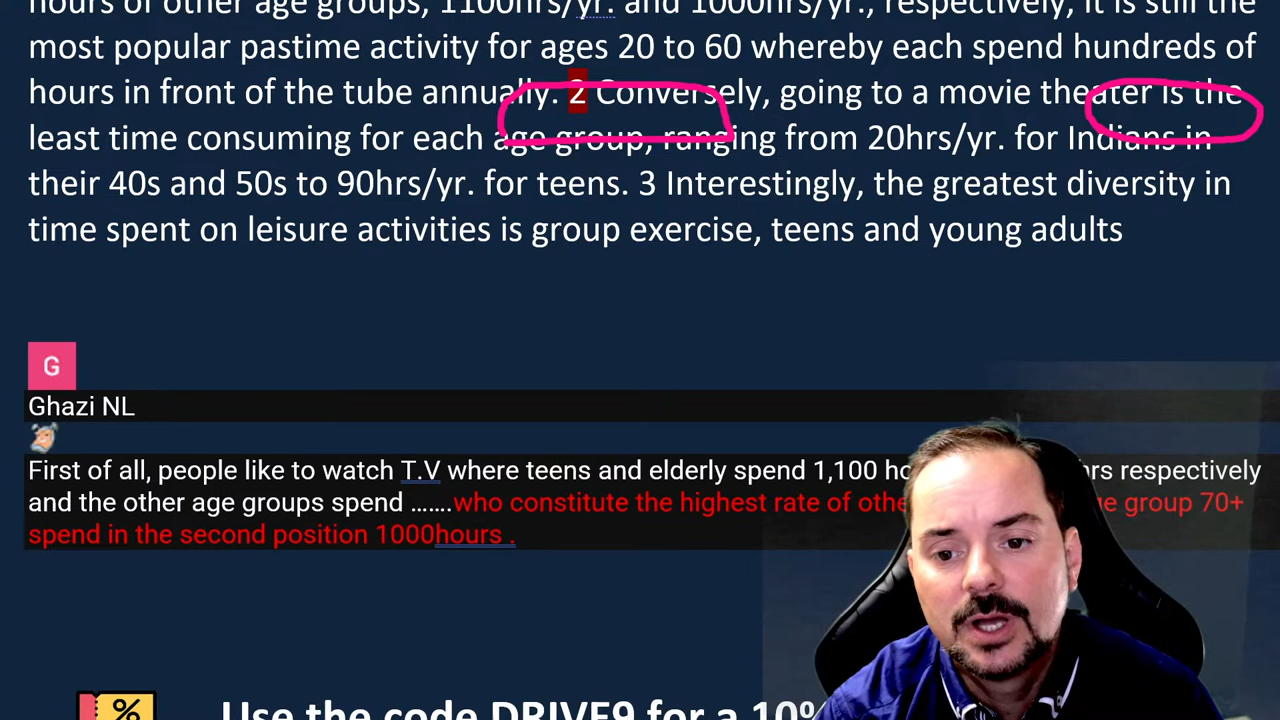 hours of other age groups, 1100hrs/yr. and 1000hrs/yr., respectively, it is still the
most popular pastime activity for ages 20 to 60 whereby each spend hundreds of
hours in front of the tube annually. 2 Conversely, going to a movie theater is the
least time consuming for each age group, ranging from 20hrs/yr. for Indians in
their 40s and 50s to 90hrs/yr. for teens. 3 Interestingly, the greatest diversity in
time spent on leisure activities is group exercise, teens and young adults
G
Ghazi NL
First of all, people like to watch T.V where teens and elderly spend 1,100 hrs respectively
and the other age groups spend …….who constitute the highest rate of group 70+
spend in the second position 1000hours .
%
Use the code DRIVE9 for a 10%